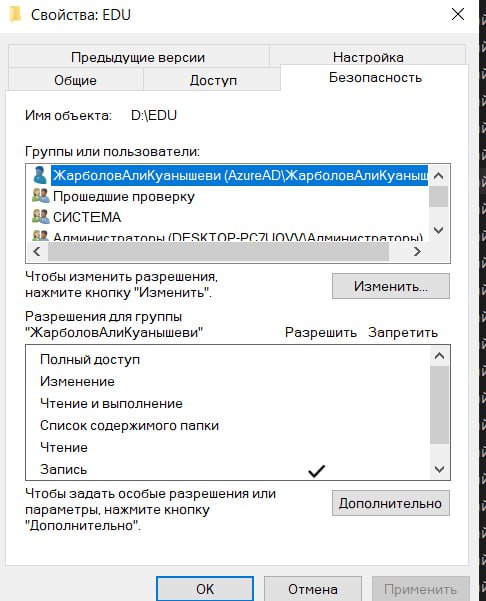 Свойства: EDU
Предыдущие версии
Настройка
Общие
Доступ
Безопасность
Имя объекта: D:\EDU
Группы или пользователи:
ЖарболовАлиКуанышеви (AzureAD\ЖарболовАлиКуаныш
Прошедшие проверку
СИСТЕМА
Администраторы (DESKTOP-PC7UOVV\Администраторы)
Чтобы изменить разрешения,
нажмите кнопку "Изменить".
Изменить...
Разрешения для группы
"ЖарболовАлиКуанышеви"
Разрешить Запретить
Полный доступ
Изменение
Чтение и выполнение
Список содержимого папки
Чтение
Запись
Чтобы задать особые разрешения или
параметры, нажмите кнопку
"Дополнительно".
Дополнительно
OK
Отмена
Применить